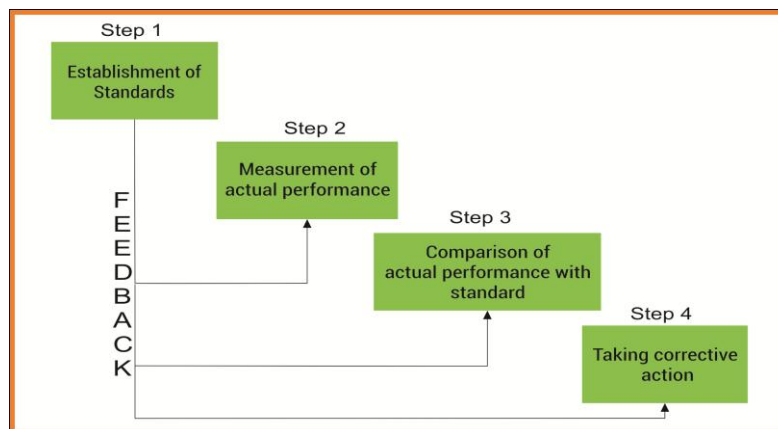 Step 1
Establishment of
Standards
Step 2
Measurement of
actual performance
Step 3
Comparison of
actual performance with
standard
Step 4
Taking corrective
action
F
E
E
D
B
A
C
K